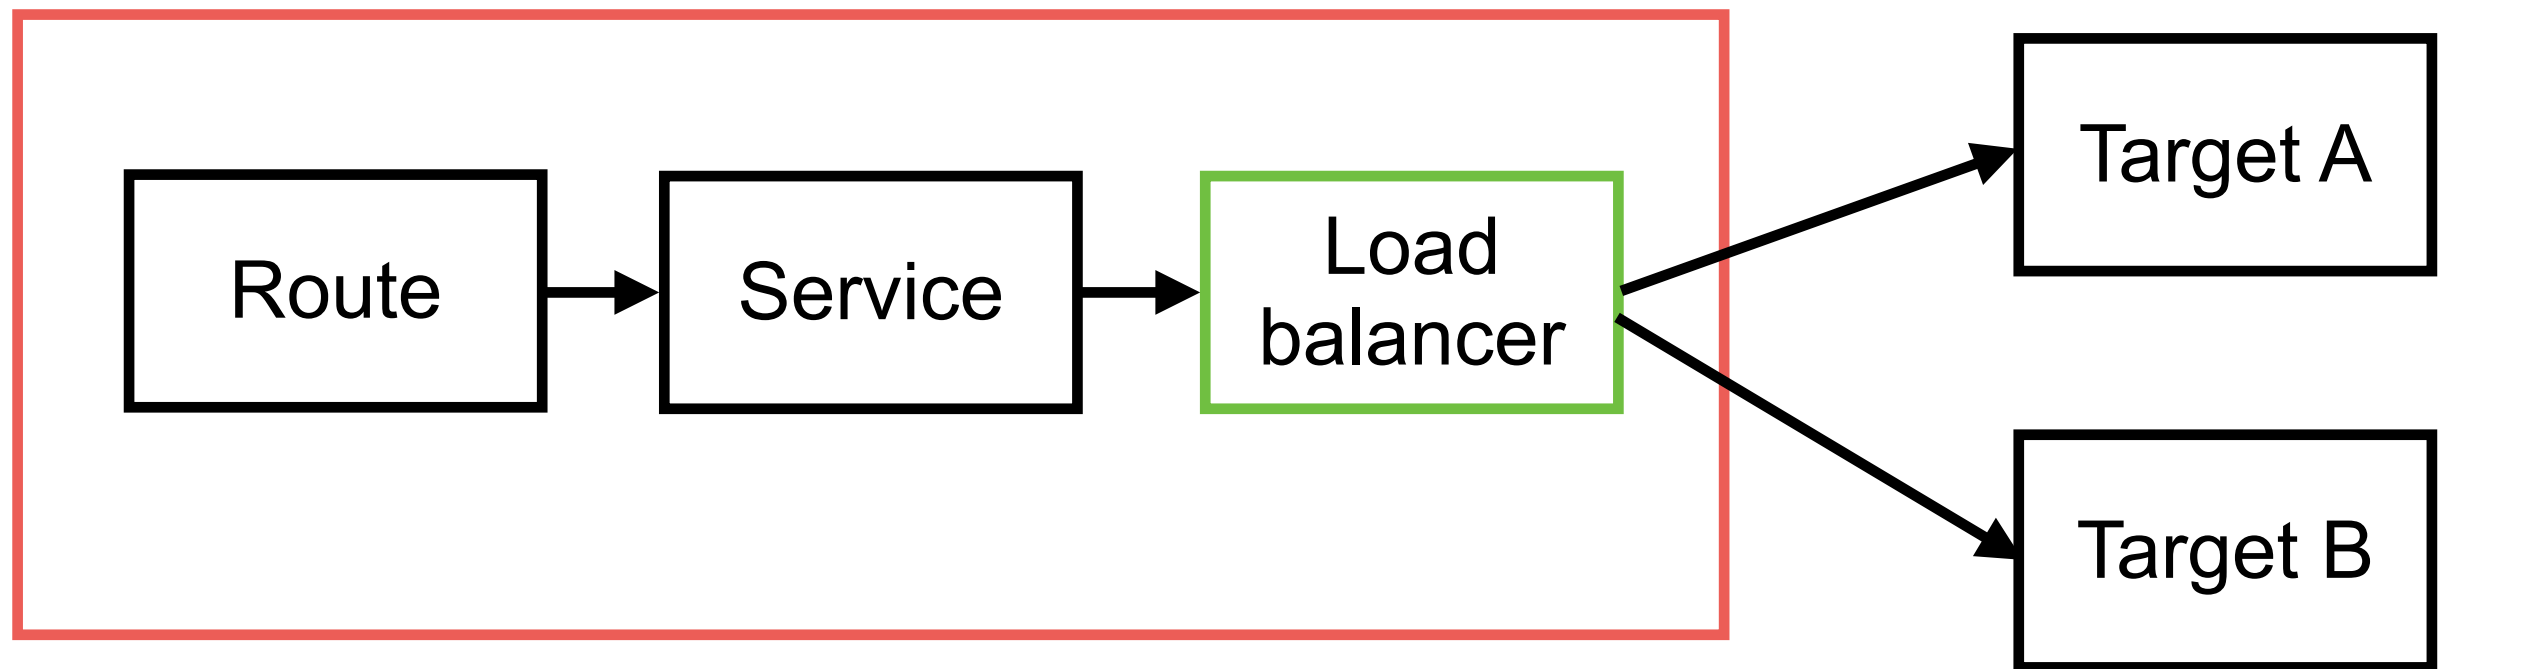 Route
Service
Load
balancer
Target A
Target B